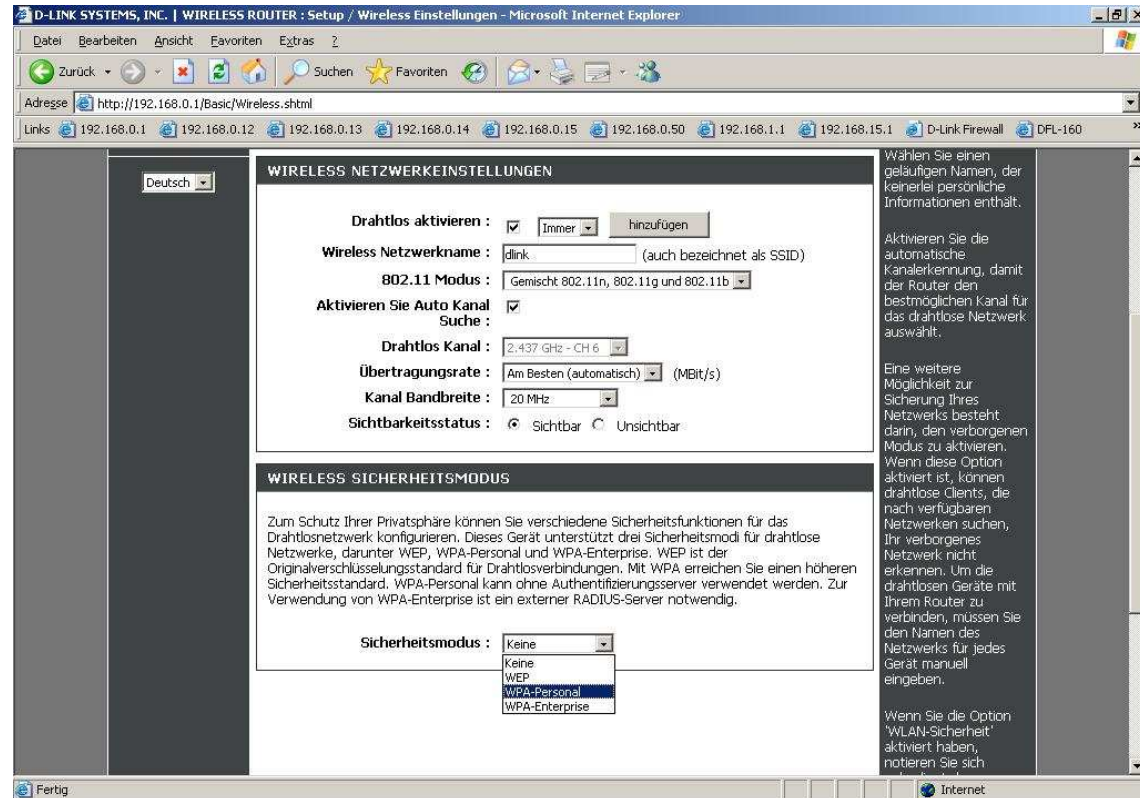 D-LINK SYSTEMS, INC. | WIRELESS ROUTER : Setup / Wireless Einstellungen - Microsoft Internet Explorer
Datei Bearbeiten Ansicht Favoriten Extras ?
Zurück Suchen Favoriten
Adresse http://192.168.0.1/Basic/Wireless.shtml
Links 192.168.0.1 192.168.0.12 192.168.0.13 192.168.0.14 192.168.0.15 192.168.0.50 192.168.1.1 192.168.15.1 D-Link Firewall DFL-160 »
Deutsch
WIRELESS NETZWERKEINSTELLUNGEN
Drahtlos aktivieren : Immer hinzufügen
Wireless Netzwerkname : dlink (auch bezeichnet als SSID)
802.11 Modus : Gemischt 802.11n, 802.11g und 802.11b
Aktivieren Sie Auto Kanal
Suche :
Drahtlos Kanal : 2.437 GHz - CH 6
Übertragungsrate : Am Besten (automatisch) (MBit/s)
Kanal Bandbreite : 20 MHz
Sichtbarkeitsstatus : Sichtbar Unsichtbar
WIRELESS SICHERHEITSMODUS
Zum Schutz Ihrer Privatsphäre können Sie verschiedene Sicherheitsfunktionen für das
Drahtlosnetzwerk konfigurieren. Dieses Gerät unterstützt drei Sicherheitsmodi für drahtlose
Netzwerke, darunter WEP, WPA-Personal und WPA-Enterprise. WEP ist der
Originalverschlüsselungsstandard für Drahtlosverbindungen. Mit WPA erreichen Sie einen höheren
Sicherheitsstandard. WPA-Personal kann ohne Authentifizierungsserver verwendet werden. Zur
Verwendung von WPA-Enterprise ist ein externer RADIUS-Server notwendig.
Sicherheitsmodus : Keine
Keine
WEP
WPA-Personal
WPA-Enterprise
Wählen Sie einen
geläufigen Namen, der
keinerlei persönliche
Informationen enthält.
Aktivieren Sie die
automatische
Kanalerkennung, damit
der Router den
bestmöglichen Kanal für
das drahtlose Netzwerk
auswählt.
Eine weitere
Möglichkeit zur
Sicherung Ihres
Netzwerks besteht
darin, den verborgenen
Modus zu aktivieren.
Wenn diese Option
aktiviert ist, können
drahtlose Clients, die
nach verfügbaren
Netzwerken suchen,
Ihr verborgenes
Netzwerk nicht
erkennen. Um die
drahtlosen Geräte mit
Ihrem Router zu
verbinden, müssen Sie
den Namen des
Netzwerks für jedes
Gerät manuell
eingeben.
Wenn Sie die Option
'WLAN-Sicherheit'
aktiviert haben,
notieren Sie sich
Fertig
Internet